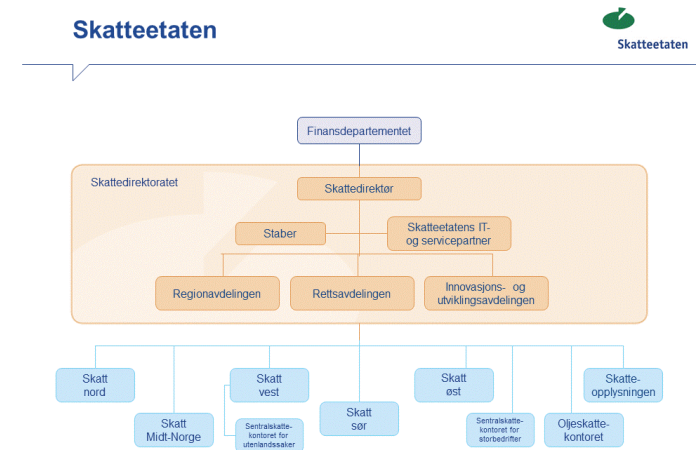 Skatteetaten
Skatteetaten
Finansdepartementet
Skattedirektoratet
Skattedirektør
Staber
Skatteetatens IT-
og servicepartner
Regionavdelingen
Rettsavdelingen
Innovasjons- og
utviklingsavdelingen
Skatt
nord
Skatt
vest
Skatt
øst
Skatte-
opplysningen
Skatt
Midt-Norge
Sentralskatte-
kontoret for
utenlandssaker
Skatt
sør
Sentralskatte-
kontoret for
storbedrifter
Oljeskatte-
kontoret